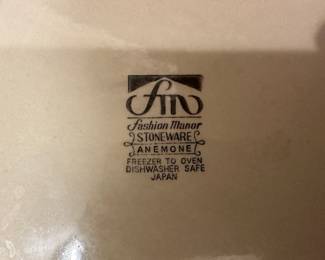 fm
Fashion Manor
STONEWARE
ANEMONE
FREEZER TO OVEN
DISHWASHER SAFE
JAPAN